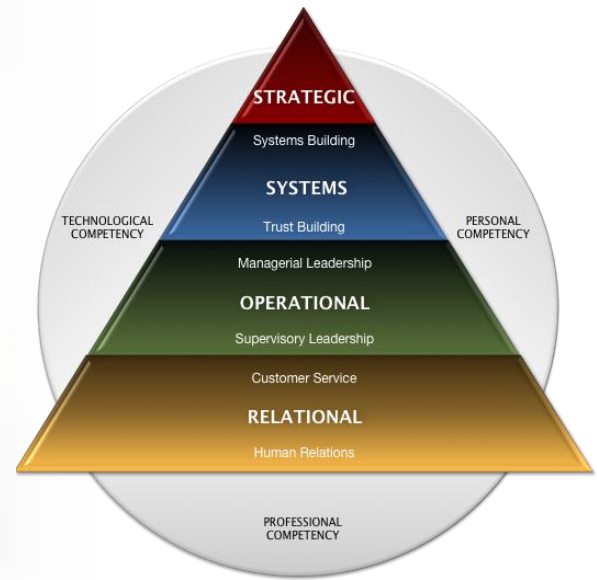 STRATEGIC
Systems Building
SYSTEMS
TECHNOLOGICAL
COMPETENCY
Trust Building
PERSONAL
COMPETENCY
Managerial Leadership
OPERATIONAL
Supervisory Leadership
Customer Service
RELATIONAL
Human Relations
PROFESSIONAL
COMPETENCY